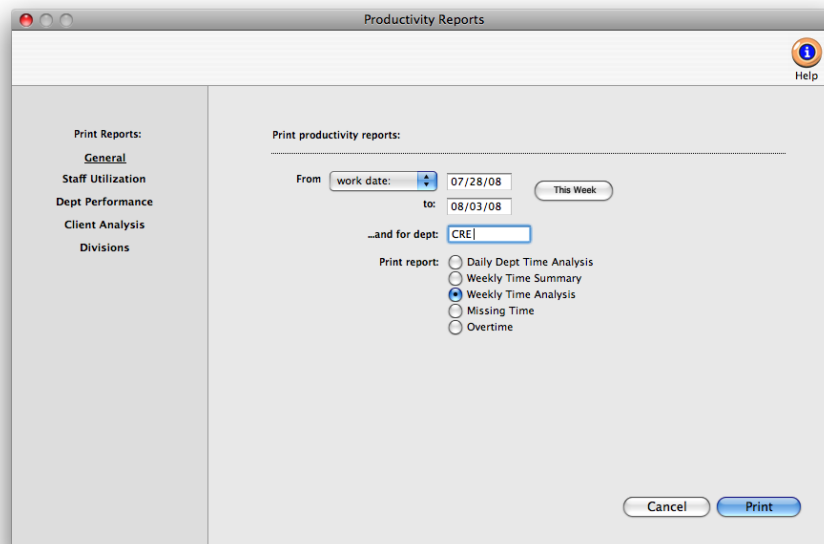 Productivity Reports
Help
Print Reports:
General
Staff Utilization
Dept Performance
Client Analysis
Divisions
Print productivity reports:
From work date: 07/28/08 This Week
to: 08/03/08
...and for dept: CRE
Print report: Daily Dept Time Analysis
Weekly Time Summary
Weekly Time Analysis
Missing Time
Overtime
Cancel Print